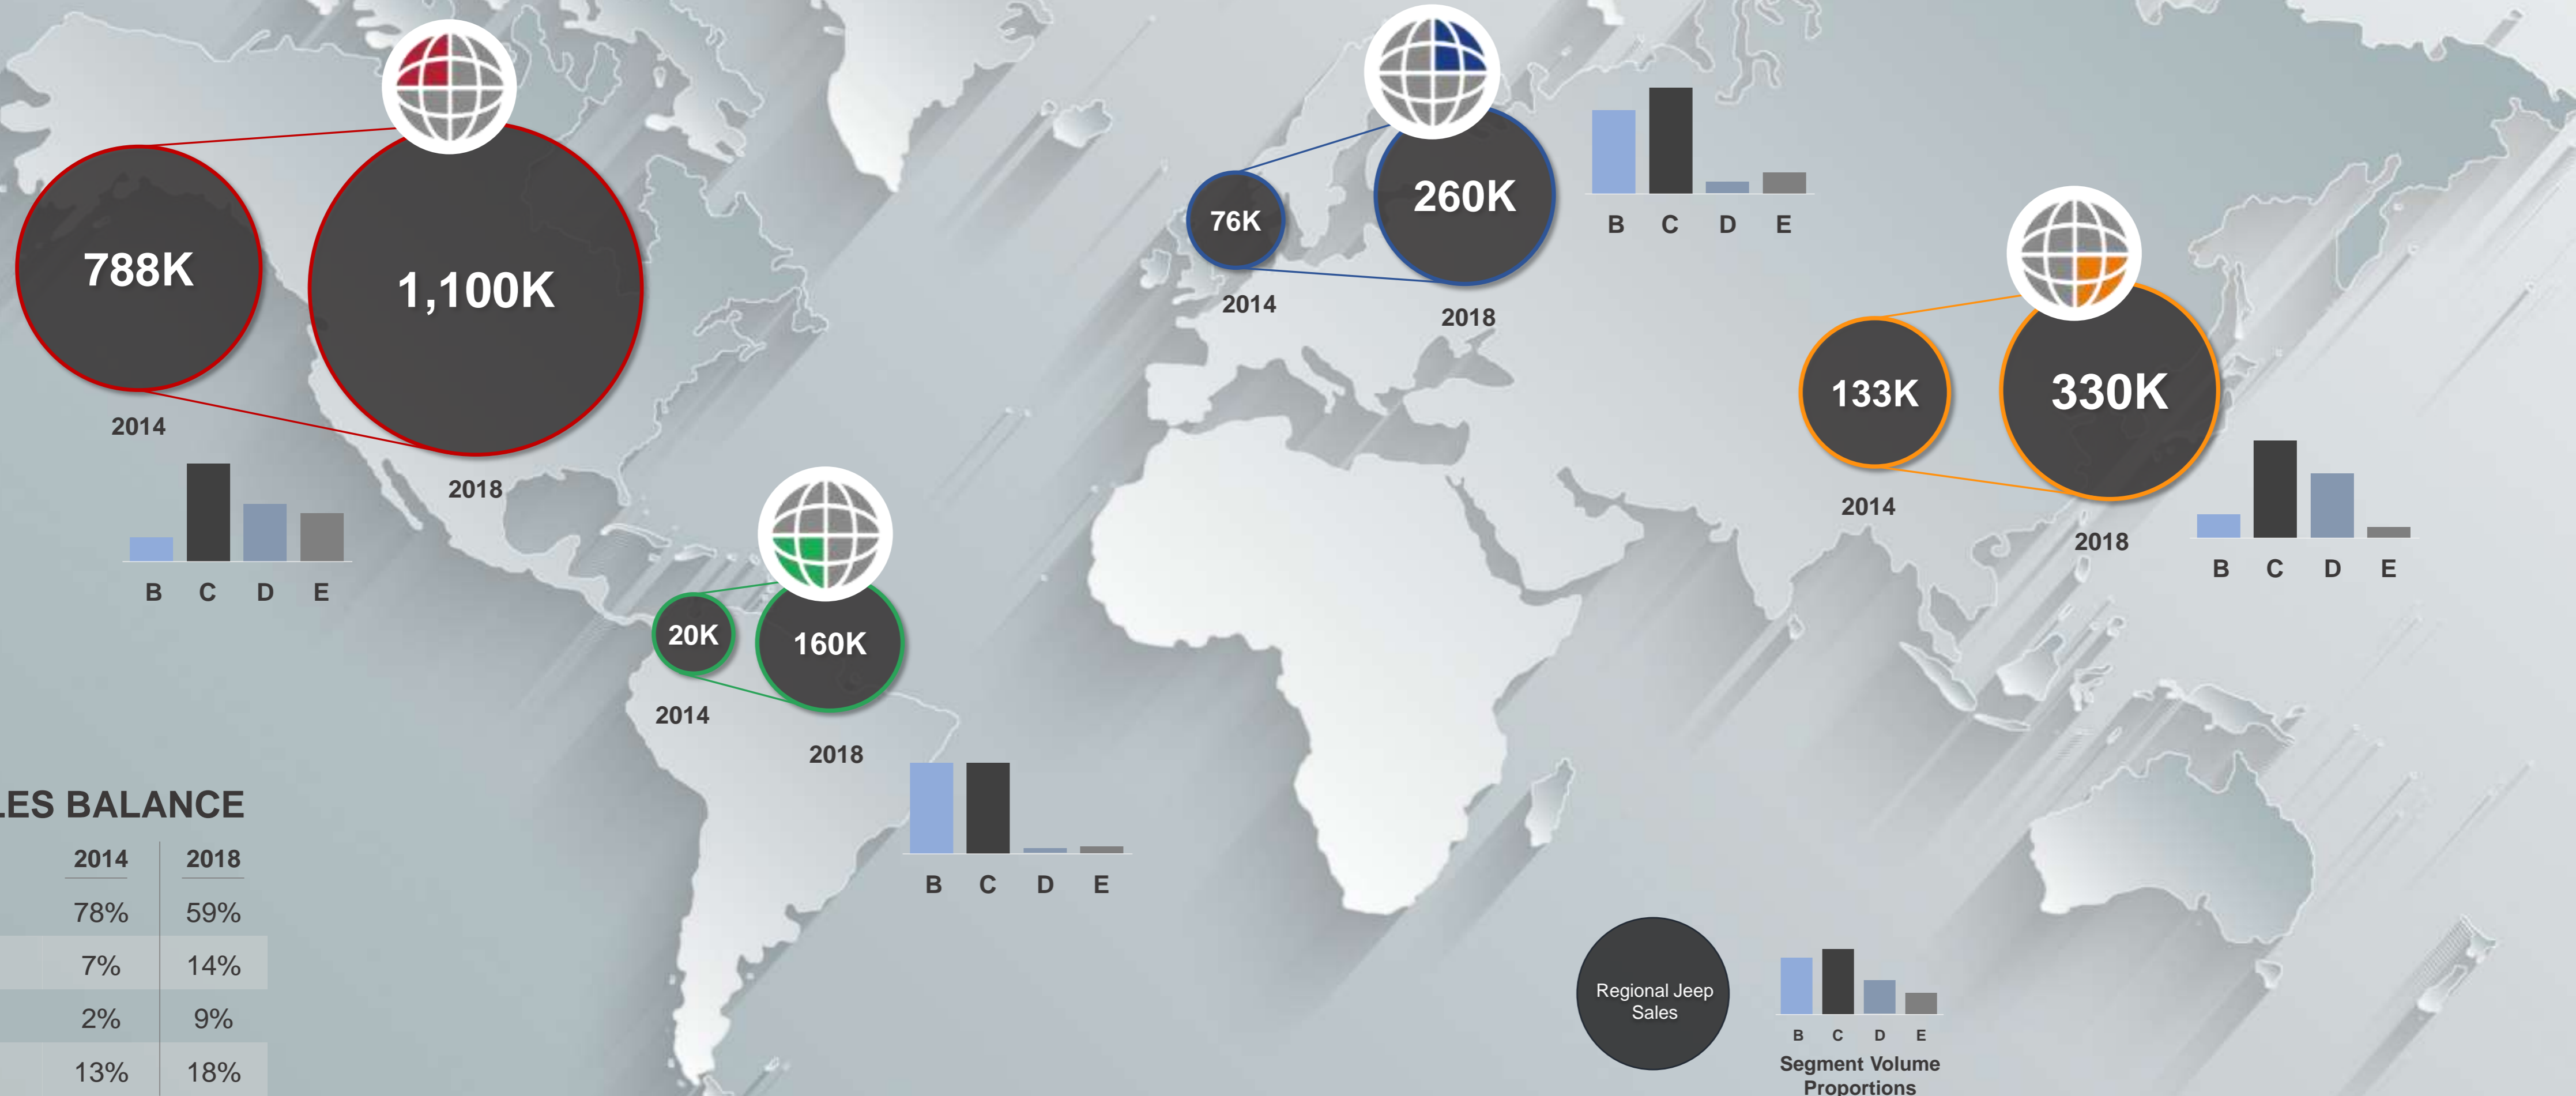 788K
1,100K
2014
2018
B C D E
76K
260K
2014
2018
B C D E
133K
330K
2014
2018
B C D E
20K
160K
2014
2018
B C D E
LES BALANCE
2014 2018
78% 59%
7% 14%
2% 9%
13% 18%
Regional Jeep
Sales
B C D E
Segment Volume
Proportions